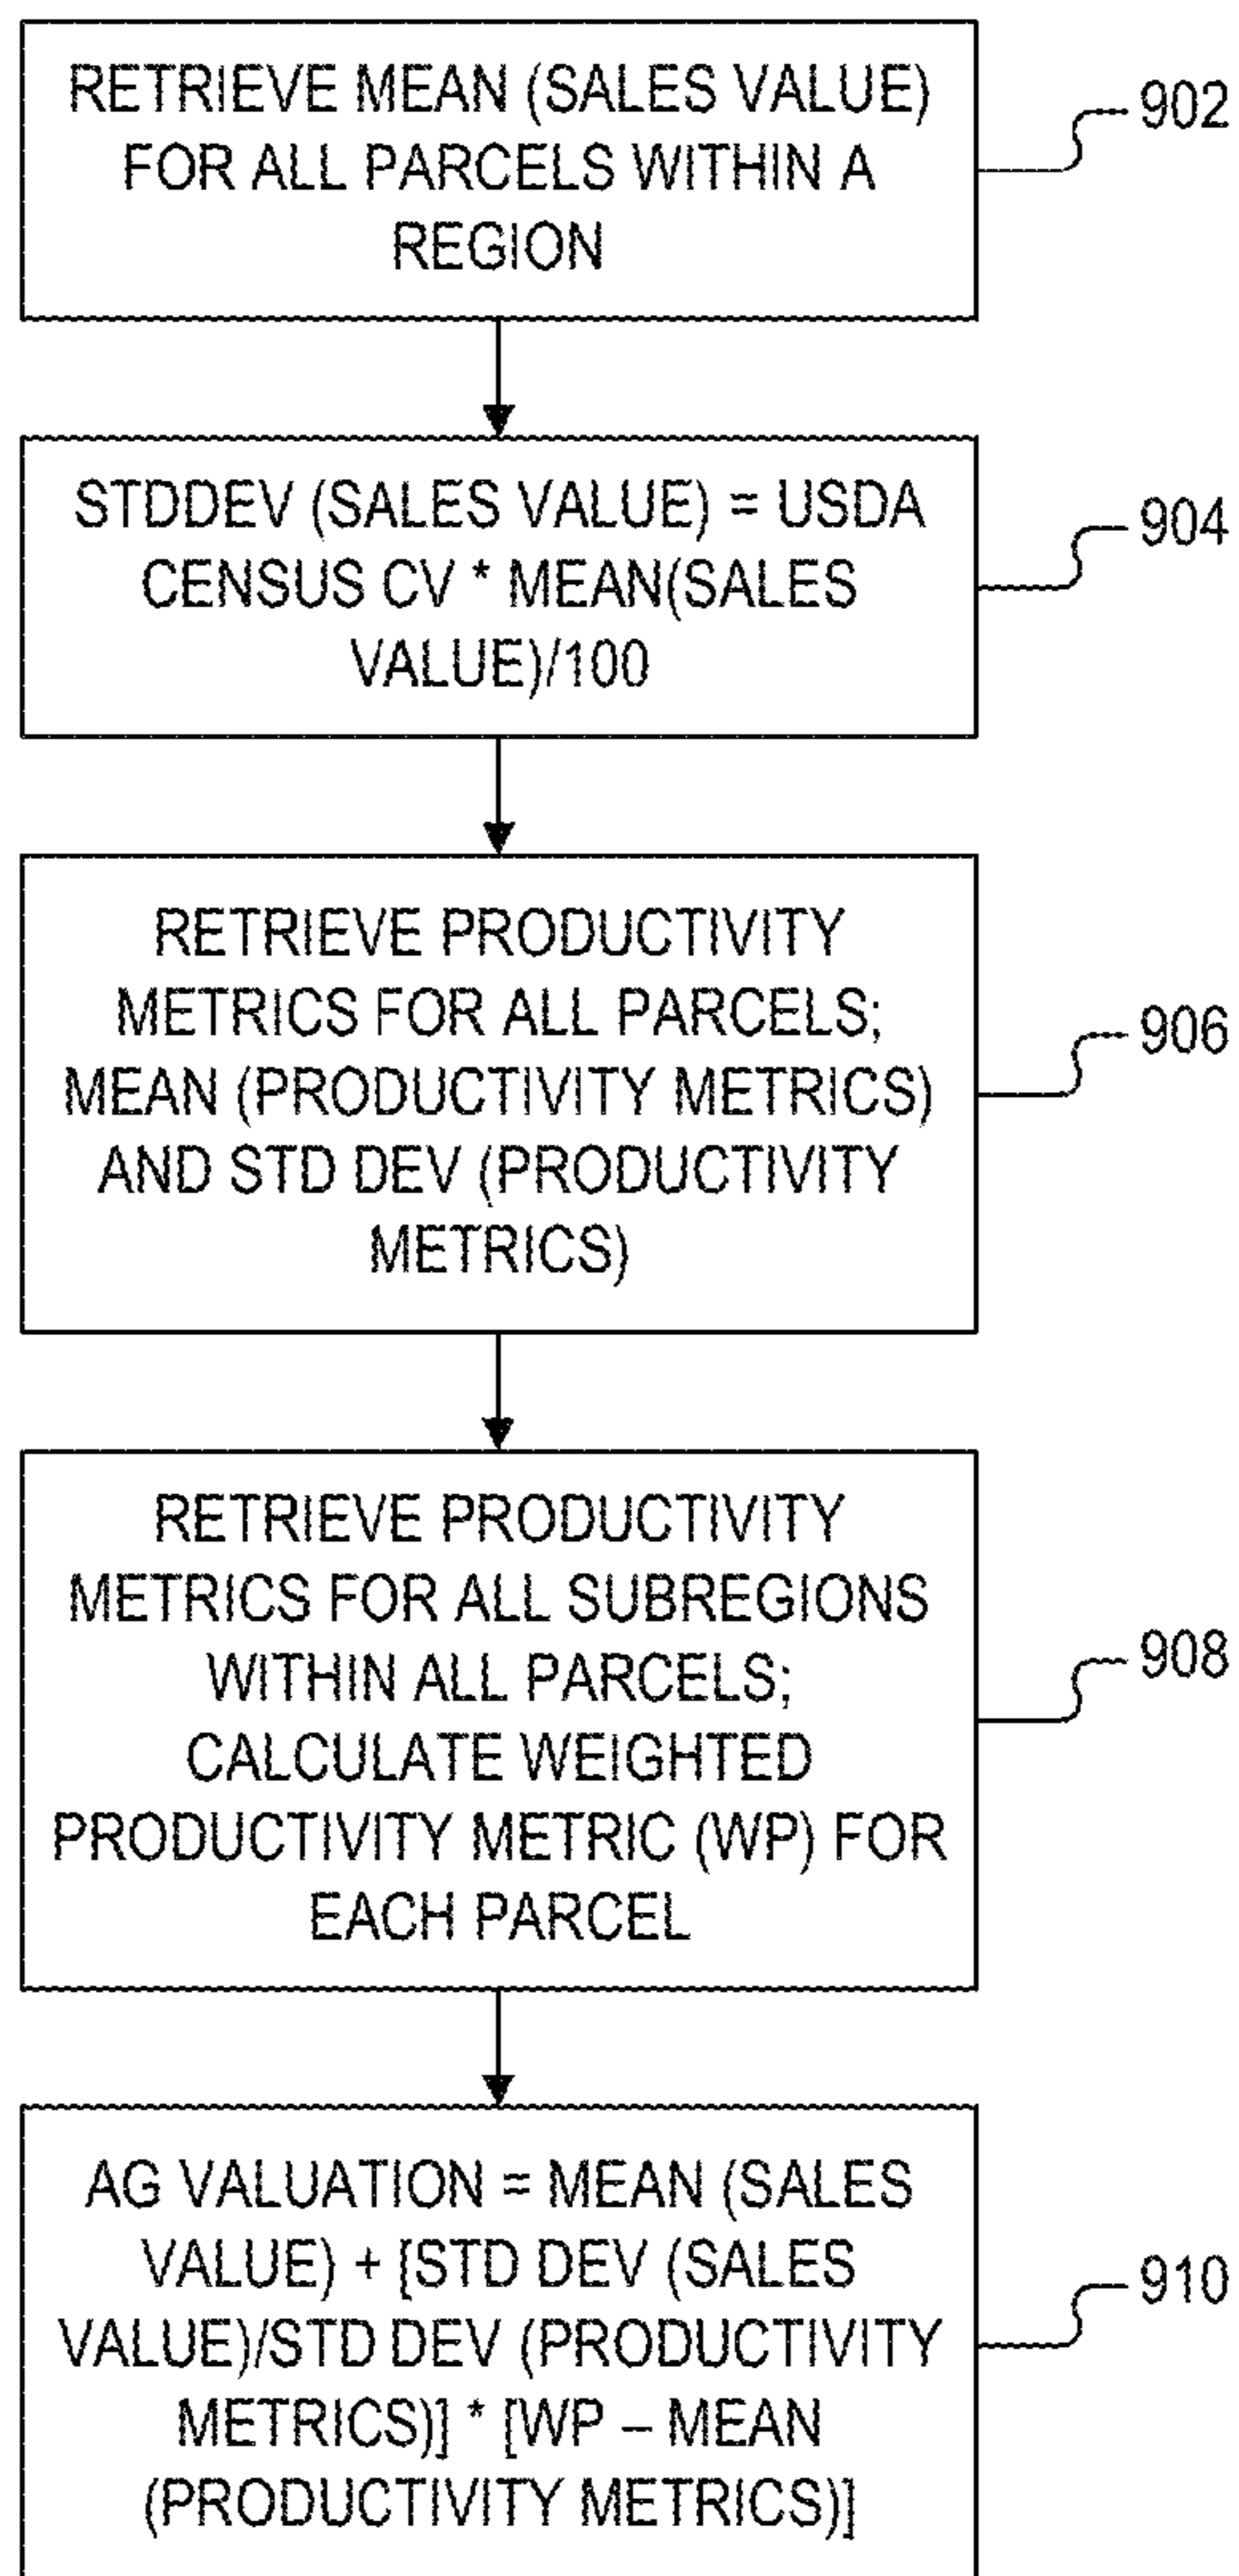 RETRIEVE MEAN (SALES VALUE)
FOR ALL PARCELS WITHIN A
REGION
902
STDDEV (SALES VALUE) = USDA
CENSUS CV * MEAN(SALES
VALUE)/100
904
RETRIEVE PRODUCTIVITY
METRICS FOR ALL PARCELS;
MEAN (PRODUCTIVITY METRICS)
AND STD DEV (PRODUCTIVITY
METRICS)
906
RETRIEVE PRODUCTIVITY
METRICS FOR ALL SUBREGIONS
WITHIN ALL PARCELS;
CALCULATE WEIGHTED
PRODUCTIVITY METRIC (WP) FOR
EACH PARCEL
908
AG VALUATION = MEAN (SALES
VALUE) + [STD DEV (SALES
VALUE)/STD DEV (PRODUCTIVITY
METRICS)] * [WP – MEAN
(PRODUCTIVITY METRICS)]
910